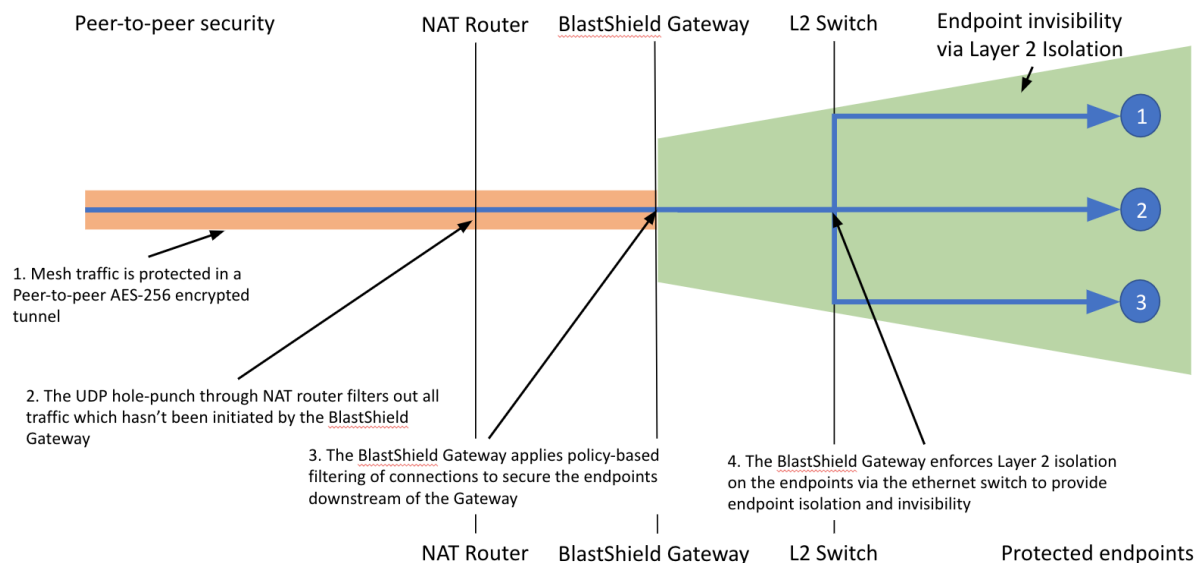 Peer-to-peer security
NAT Router
BlastShield Gateway
L2 Switch
Endpoint invisibility
via Layer 2 Isolation
1
2
3
1. Mesh traffic is protected in a
Peer-to-peer AES-256 encrypted
tunnel
2. The UDP hole-punch through NAT router filters out all
traffic which hasn't been initiated by the BlastShield
Gateway
3. The BlastShield Gateway applies policy-based
filtering of connections to secure the endpoints
downstream of the Gateway
4. The BlastShield Gateway enforces Layer 2 isolation
on the endpoints via the ethernet switch to provide
endpoint isolation and invisibility
NAT Router
BlastShield Gateway
L2 Switch
Protected endpoints